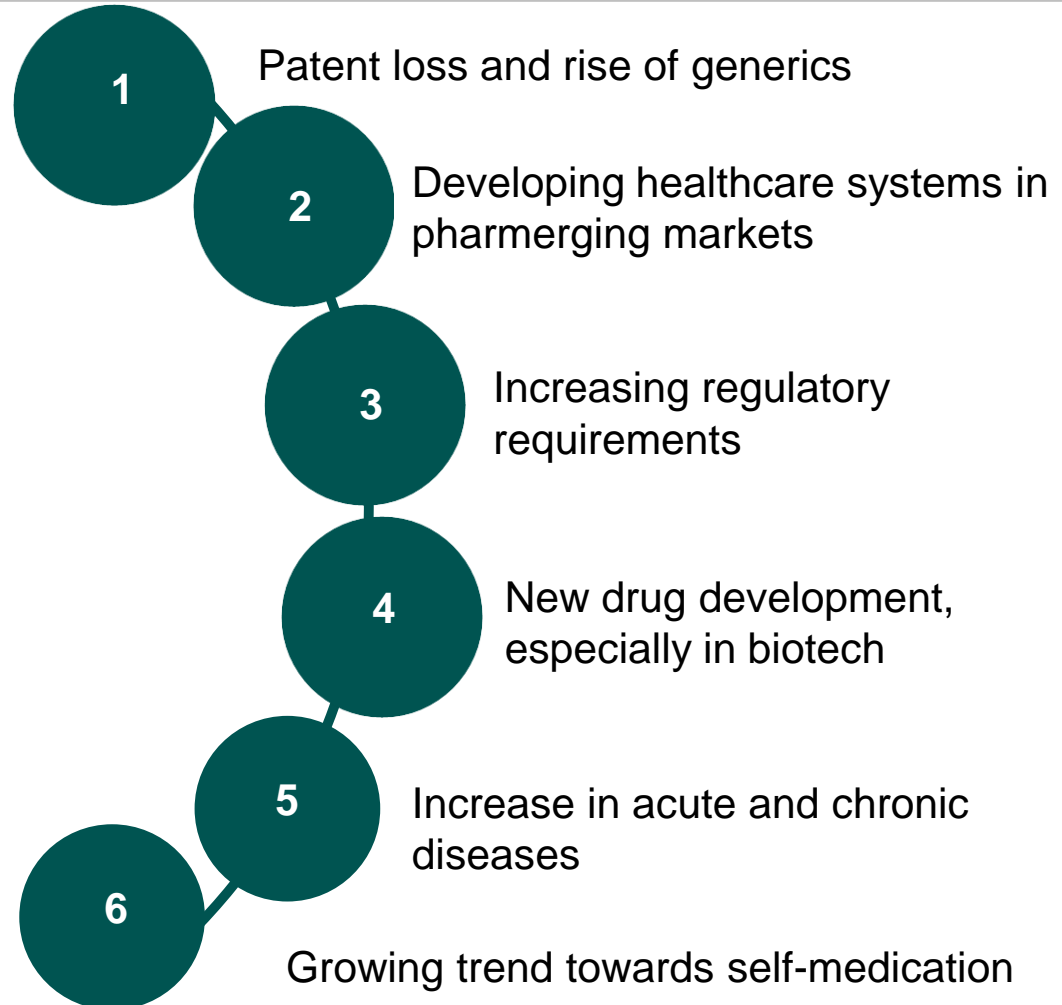 1
Patent loss and rise of generics
2
Developing healthcare systems in
pharmerging markets
3
Increasing regulatory
requirements
4
New drug development,
especially in biotech
5
Increase in acute and chronic
diseases
6
Growing trend towards self-medication